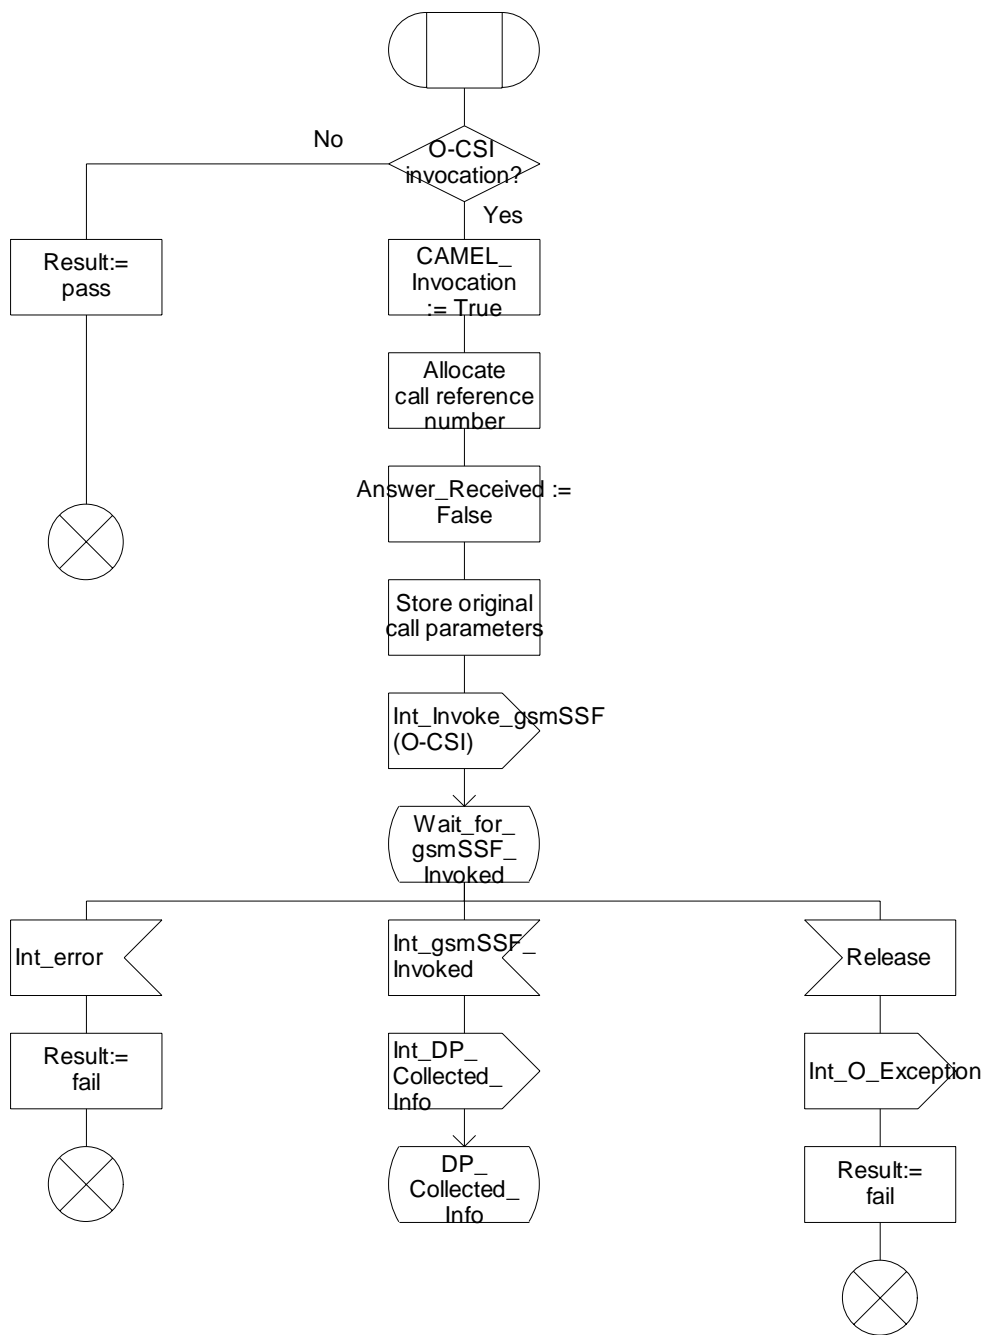 No
O-CSI
invocation?
Yes
Result:=
pass
CAMEL_
Invocation
:= True
Allocate
call reference
number
Answer_Received :=
False
Store original
call parameters
Int_Invoke_gsmSSF
(O-CSI)
Wait_for_
gsmSSF_
Invoked
Int_error
Int_gsmSSF_
Invoked
Release
Result:=
fail
Int_DP_
Collected_
Info
Int_O_Exception
DP_
Collected_
Info
Result:=
fail